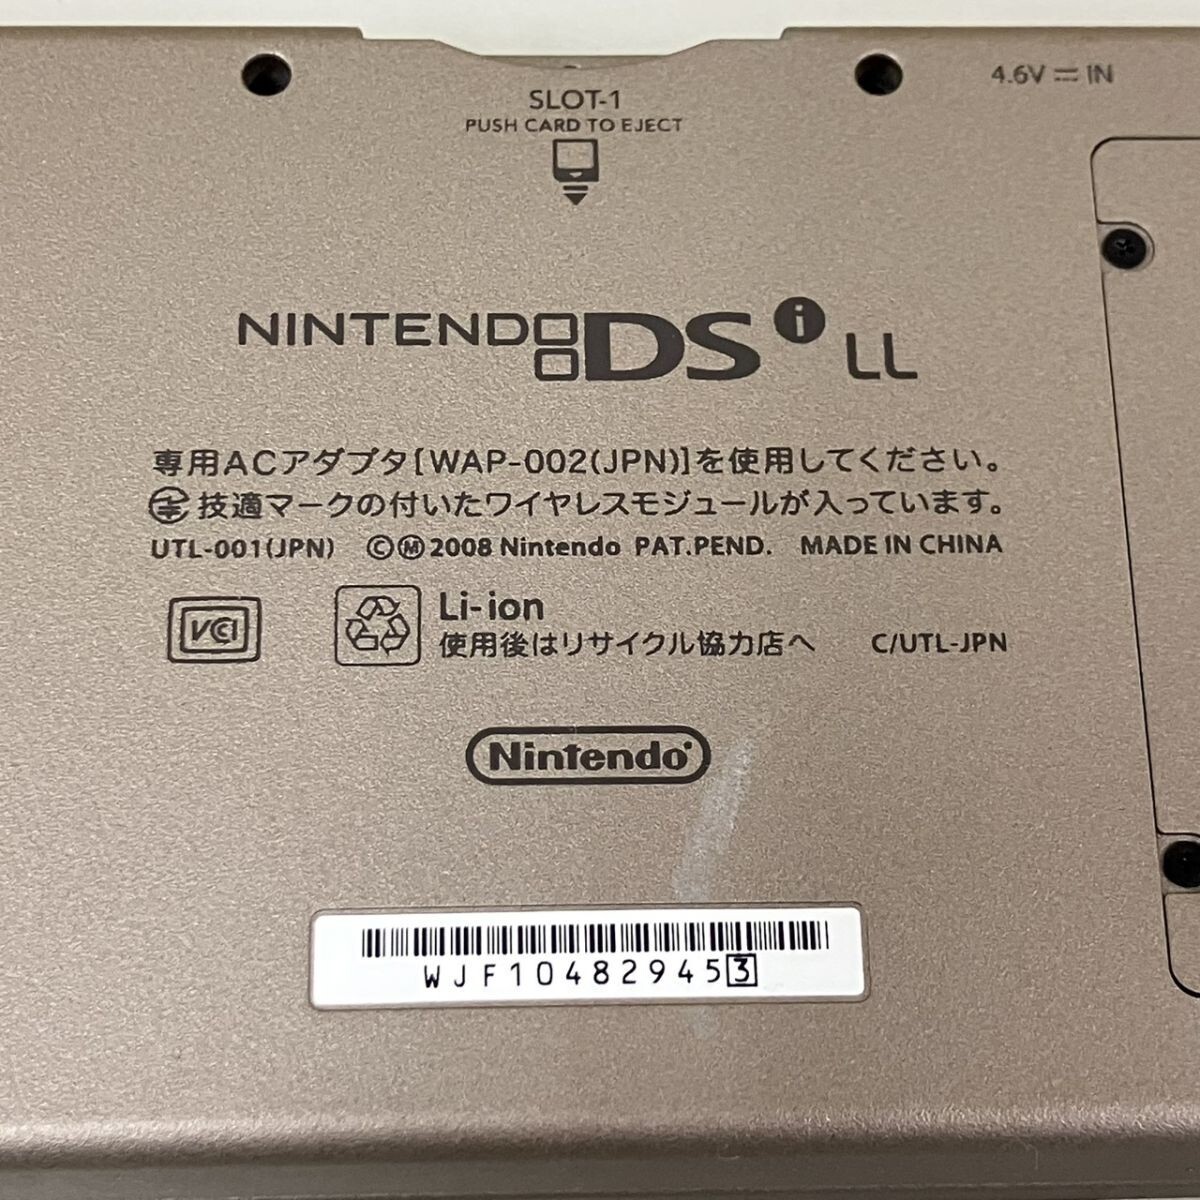 4.6V ⎓ IN
SLOT-1
PUSH CARD TO EJECT
NINTENDO DSi LL
専用ACアダプタ[WAP-002(JPN)]を使用してください。
技適マークの付いたワイヤレスモジュールが入っています。
UTL-001(JPN) ©Ⓜ2008 Nintendo PAT.PEND. MADE IN CHINA
VCI
Li-ion
使用後はリサイクル協力店へ C/UTL-JPN
Nintendo
WJF104829453